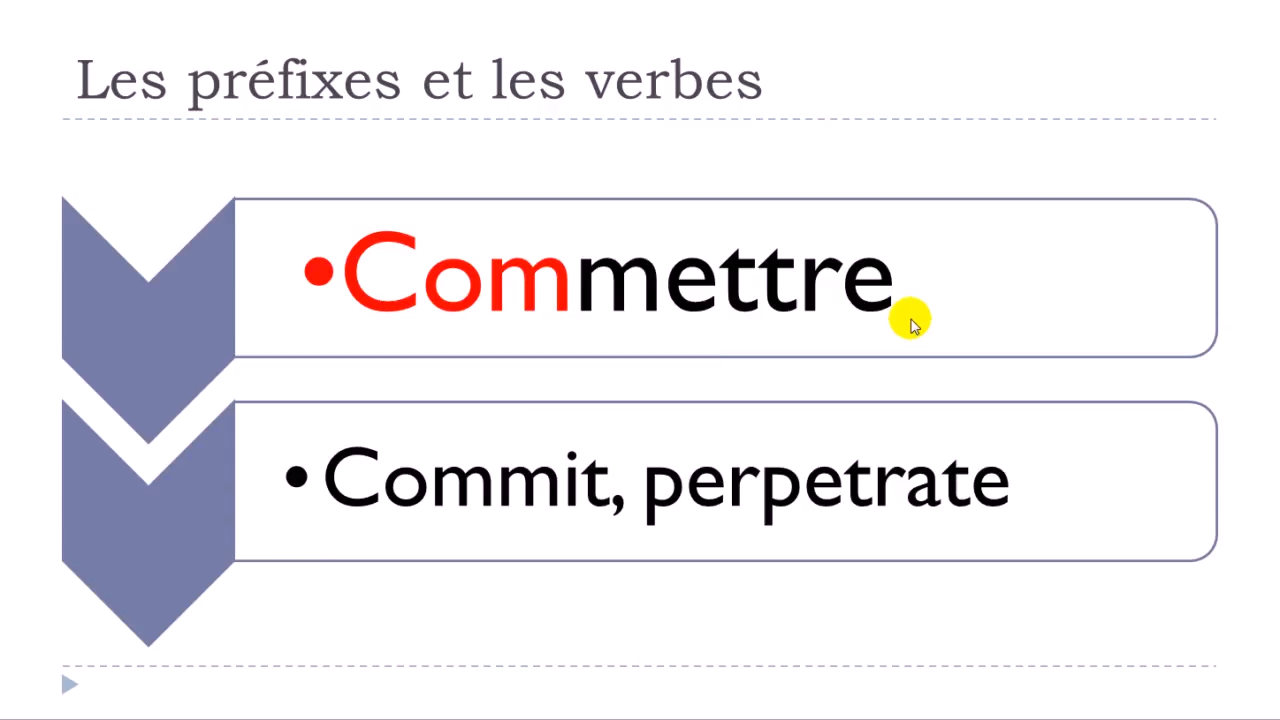 Les préfixes et les verbes
•Commettre
• Commit, perpetrate